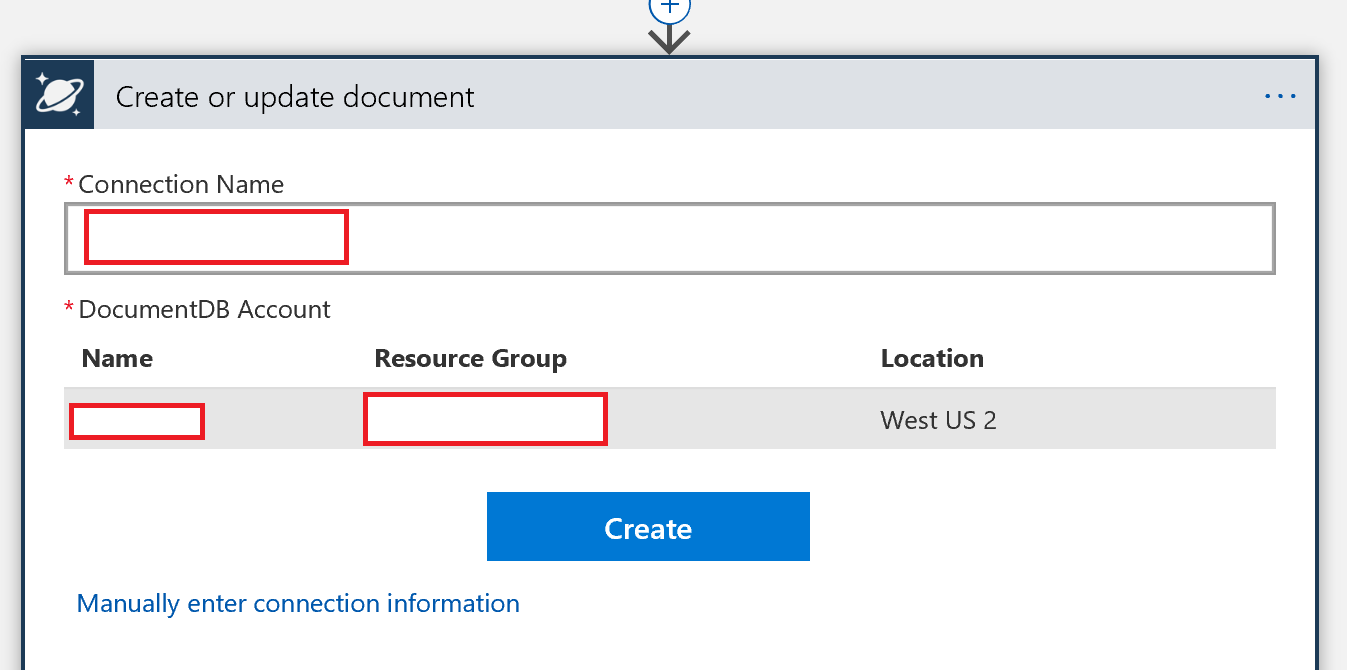 Create or update document
...
* Connection Name
* DocumentDB Account
Name Resource Group Location
West US 2
Create
Manually enter connection information